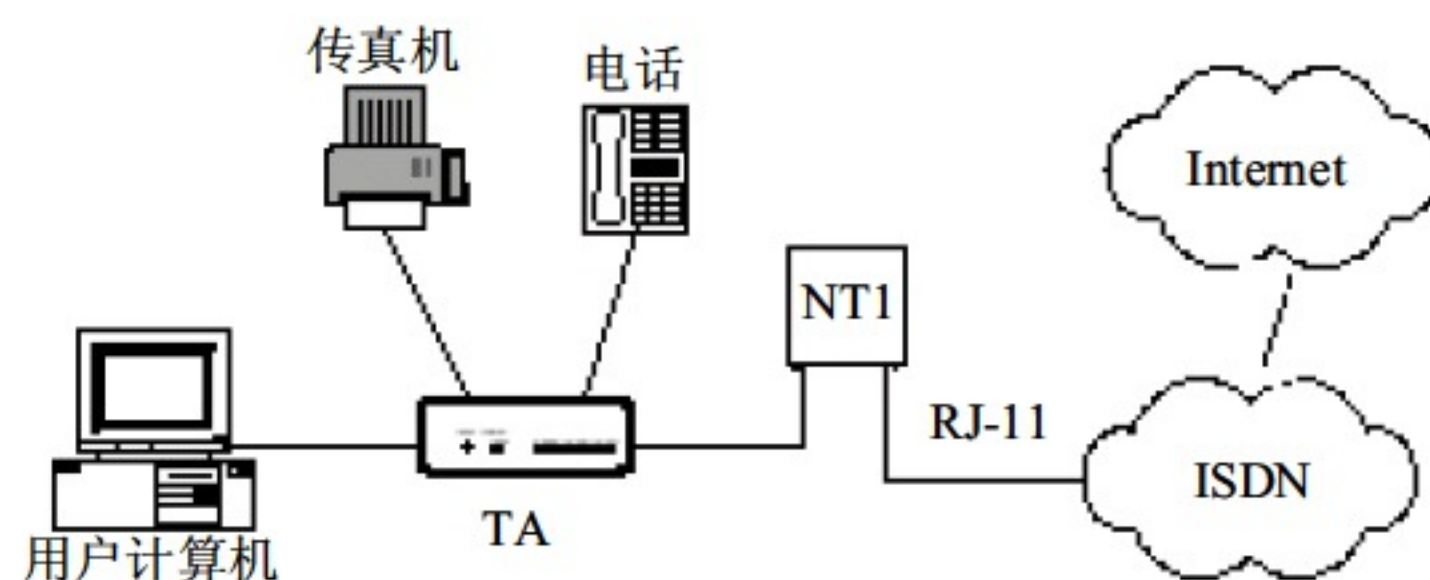 传真机
电话
Internet
NT1
RJ-11
ISDN
TA
用户计算机